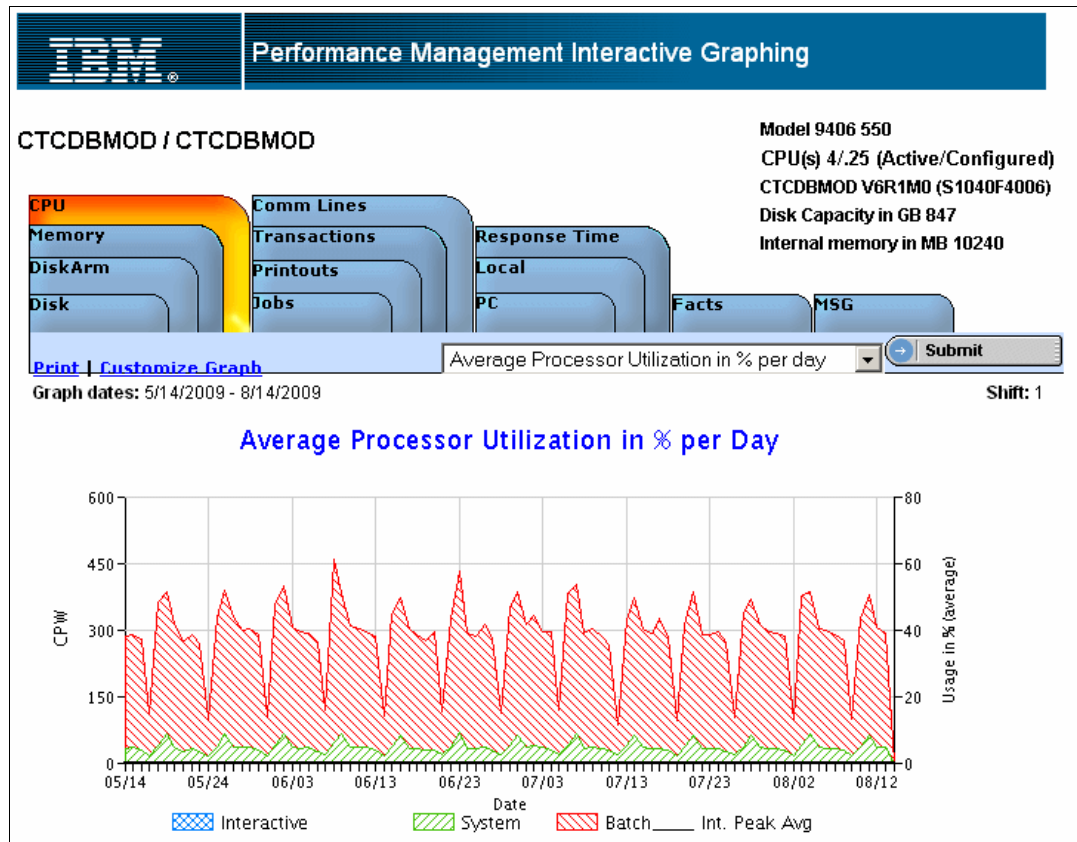 IBM®
Performance Management Interactive Graphing
CTCDBMOD / CTCDBMOD
Model 9406 550
CPU(s) 4/.25 (Active/Configured)
CTCDBMOD V6R1M0 (S1040F4006)
Disk Capacity in GB 847
Internal memory in MB 10240
CPU
Memory
DiskArm
Disk
Comm Lines
Transactions
Printouts
Jobs
Response Time
Local
PC
Facts
MSG
Print | Customize Graph
Average Processor Utilization in % per day
Submit
Graph dates: 5/14/2009 - 8/14/2009
Shift: 1
Average Processor Utilization in % per Day
600
450
300
150
0
CPW
80
60
40
20
0
Usage in % (average)
05/14 05/24 06/03 06/13 06/23 07/03 07/13 07/23 08/02 08/12
Date
Interactive System Batch Int. Peak Avg